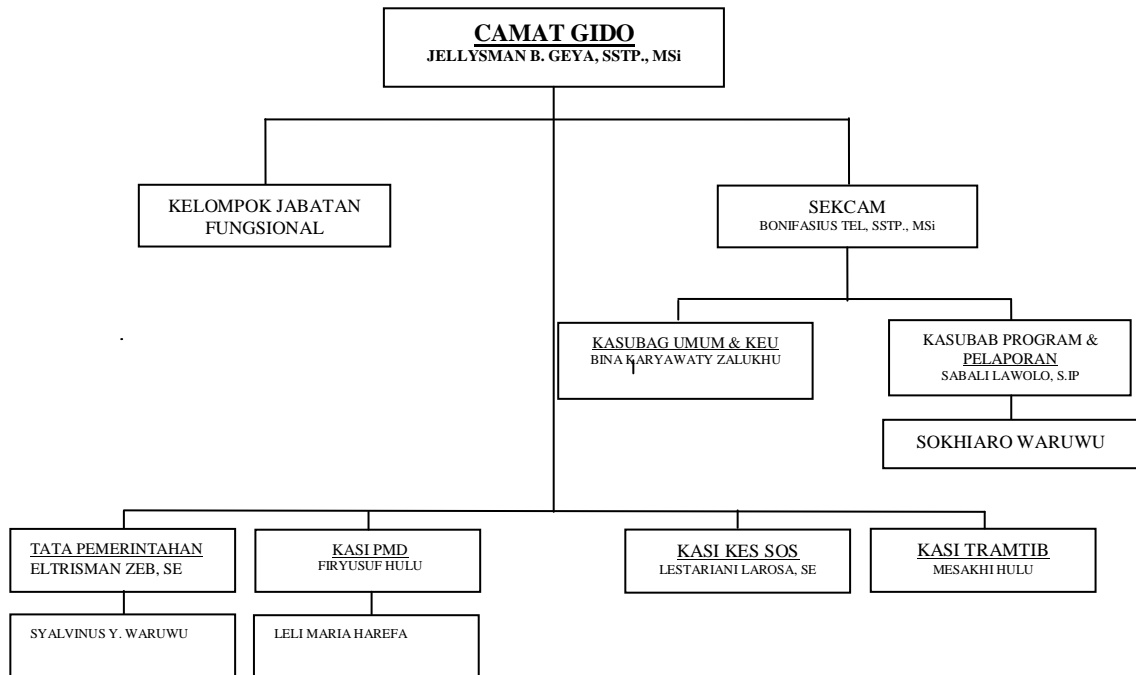 CAMAT GIDO
JELLYSMAN B. GEYA, SSTP., MSi
KELOMPOK JABATAN
FUNGSIONAL
SEKCAM
BONIFASIUS TEL, SSTP., MSi
KASUBAG UMUM & KEU
BINA KARYAWATY ZALUKHU
KASUBAB PROGRAM &
PELAPORAN
SABALI LAWOLO, S.IP
SOKHIARO WARUWU
TATA PEMERINTAHAN
ELTRISMAN ZEB, SE
KASI PMD
FIRYUSUF HULU
KASI KES SOS
LESTARIANI LAROSA, SE
KASI TRAMTIB
MESAKHI HULU
SYALVINUS Y. WARUWU
LELI MARIA HAREFA